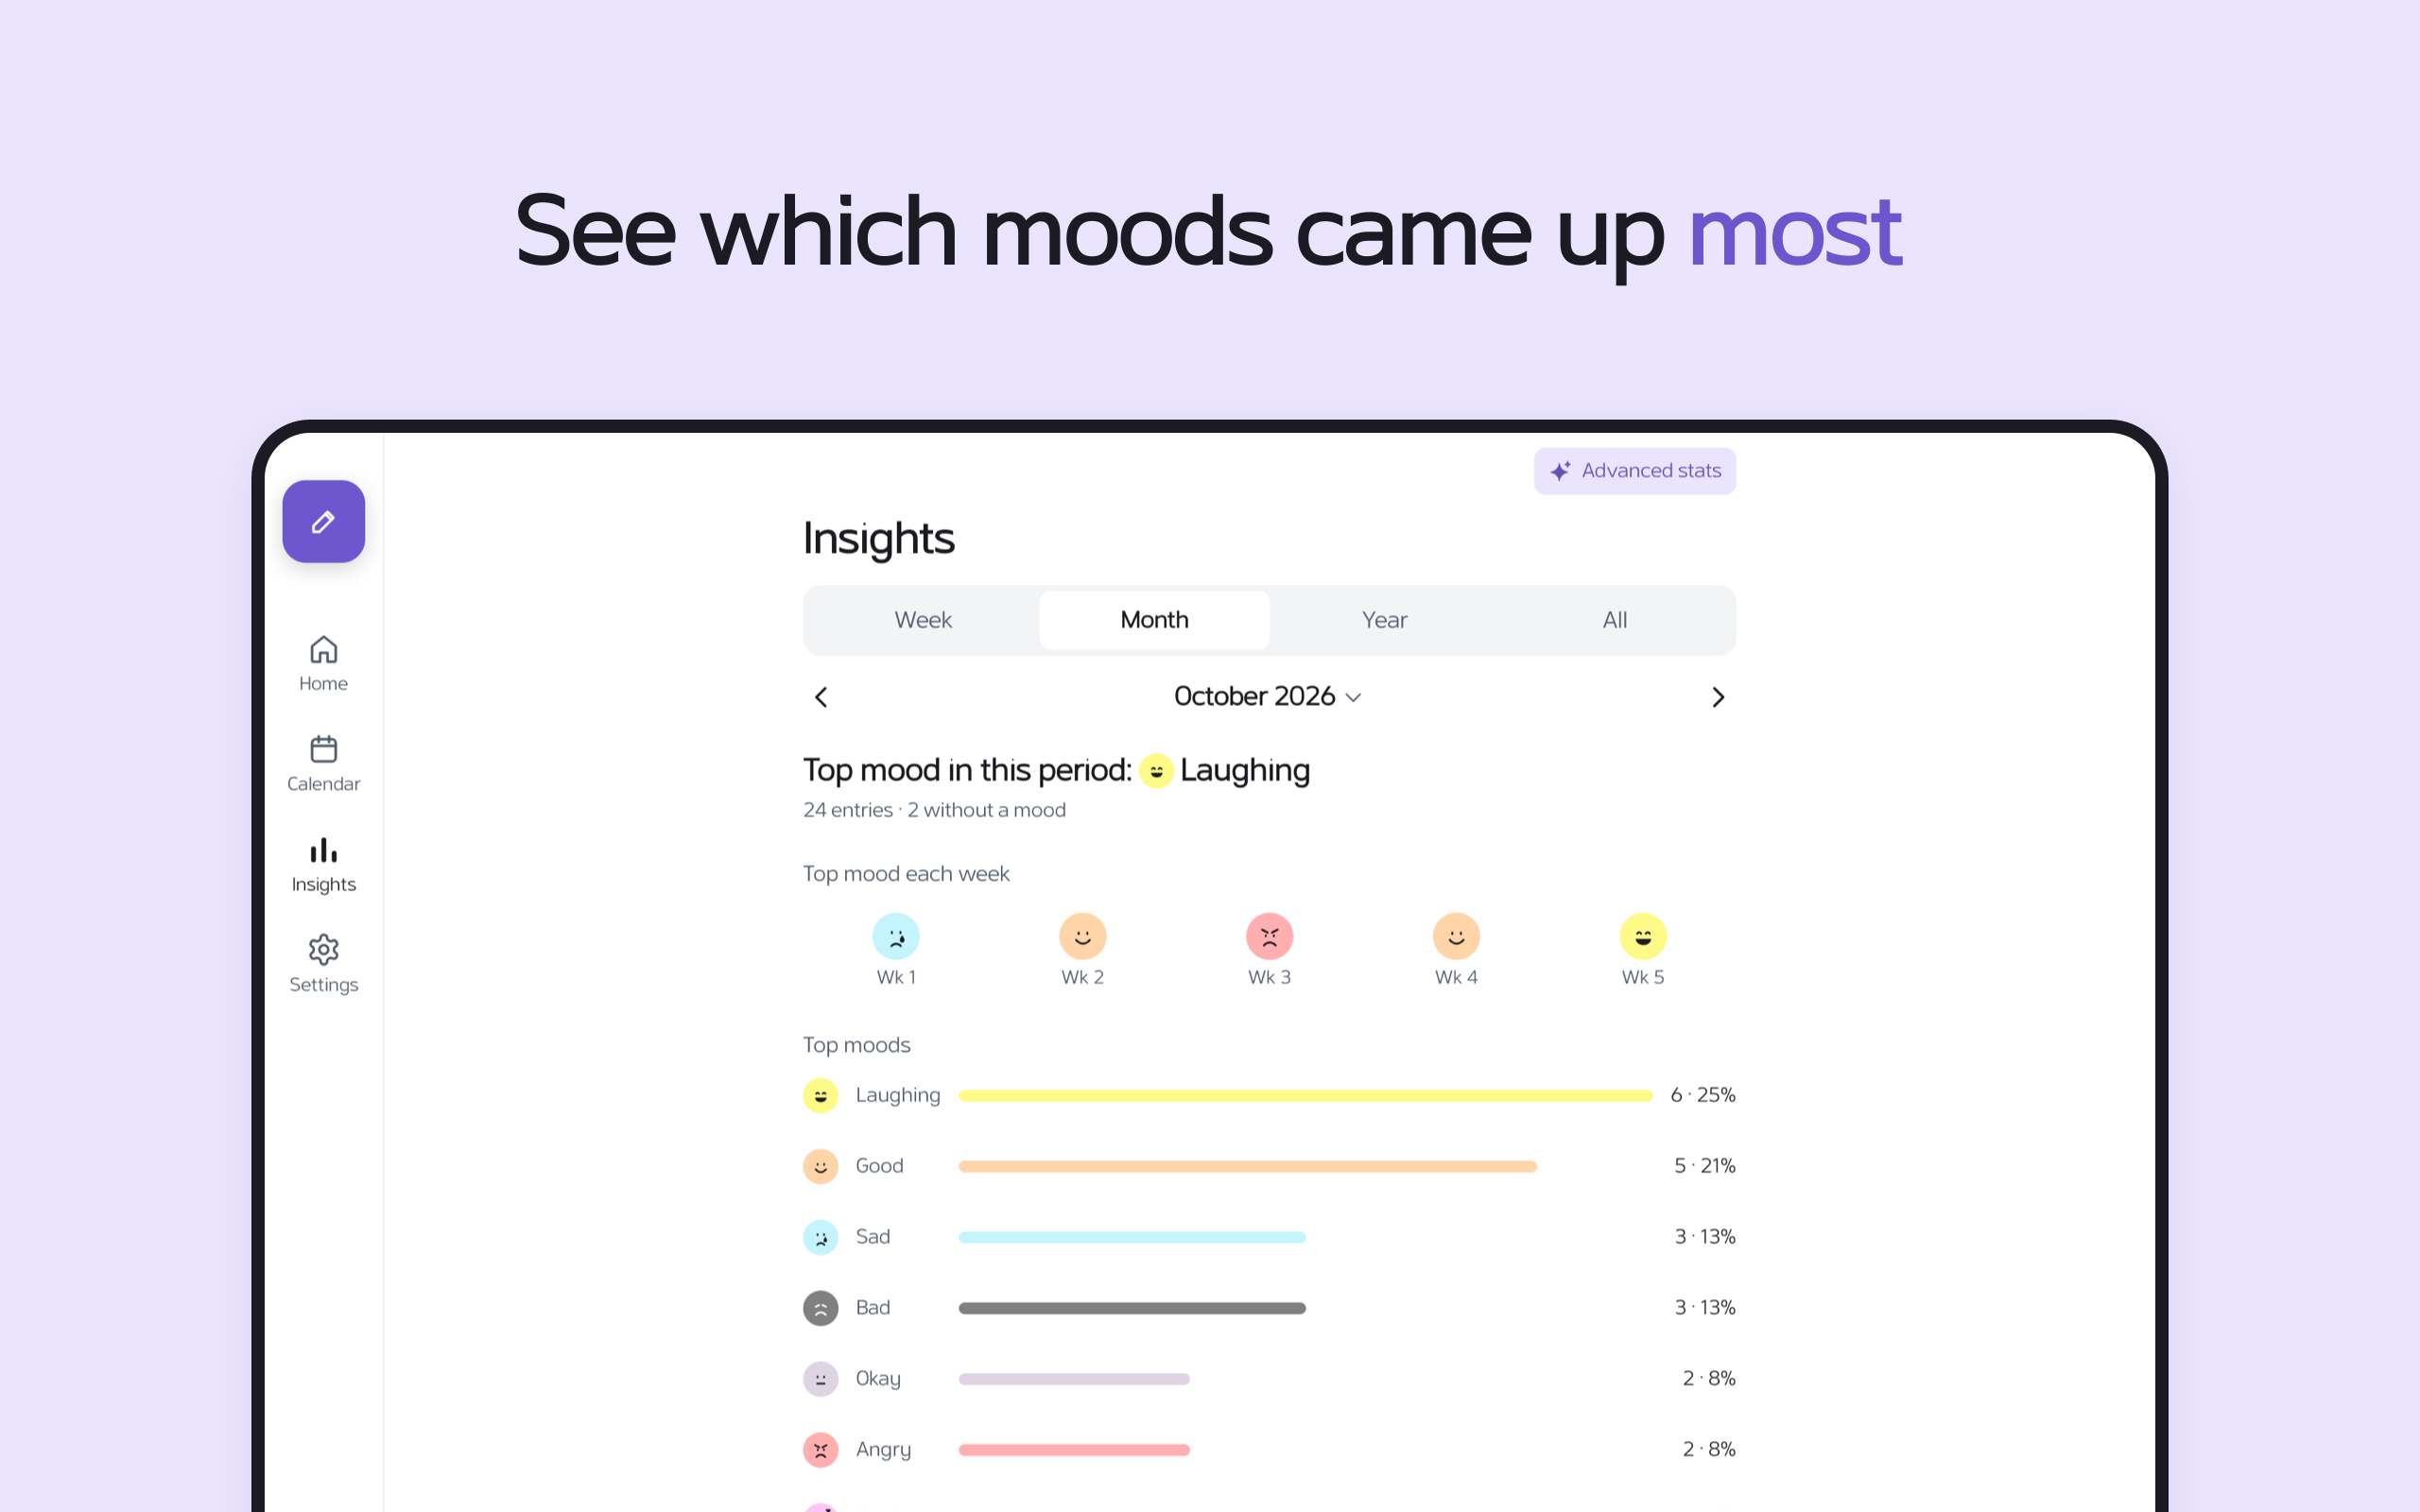 See which moods came up most
Advanced stats
Insights
Week Month Year All
October 2026
Top mood in this period: Laughing
24 entries · 2 without a mood
Top mood each week
Wk 1 Wk 2 Wk 3 Wk 4 Wk 5
Top moods
Laughing 6 · 25%
Good 5 · 21%
Sad 3 · 13%
Bad 3 · 13%
Okay 2 · 8%
Angry 2 · 8%
Home
Calendar
Insights
Settings